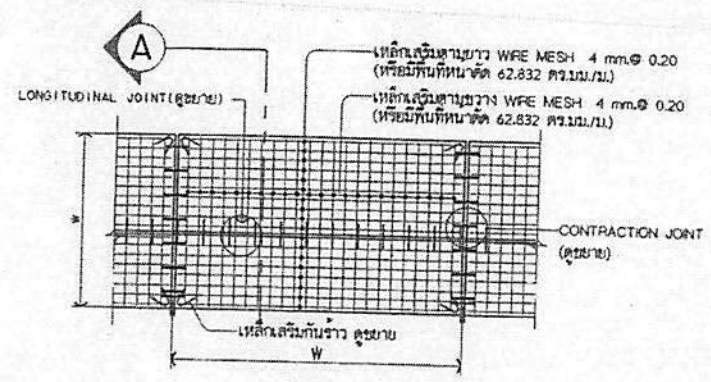 A
เหล็กเสริมตามยาว WIRE MESH 4 mm.@ 0.20
(หรือมีพื้นที่หน้าตัด 62.832 ตร.มม./ม.)
LONGITUDINAL JOINT(ดูขยาย)
เหล็กเสริมตามขวาง WIRE MESH 4 mm.@ 0.20
(หรือมีพื้นที่หน้าตัด 62.832 ตร.มม./ม.)
W
CONTRACTION JOINT
(ดูขยาย)
เหล็กเสริมกันร้าว ดูขยาย
W